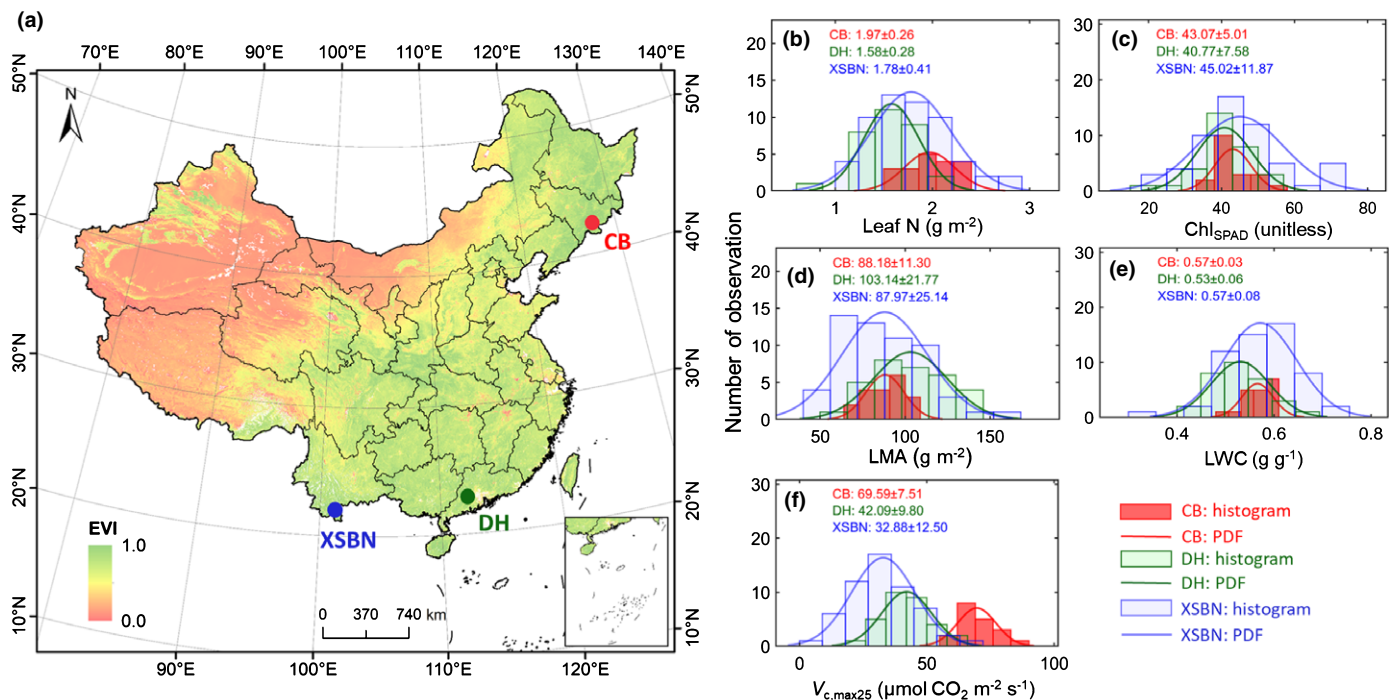 (a)
70°E 80°E 90°E 100°E 110°E 120°E 130°E 140°E
50°N
40°N
30°N
20°N
10°N
50°N
40°N
30°N
20°N
10°N
N
CB
DH
XSBN
EVI
1.0
0.0
0 370 740 km
90°E 100°E 110°E 120°E
Number of observation
(b)
CB: 1.97±0.26
DH: 1.58±0.28
XSBN: 1.78±0.41
20
15
10
5
0
1 2 3
Leaf N (g m-2)
(c)
CB: 43.07±5.01
DH: 40.77±7.58
XSBN: 45.02±11.87
30
20
10
0
20 40 60 80
ChlSPAD (unitless)
(d)
CB: 88.18±11.30
DH: 103.14±21.77
XSBN: 87.97±25.14
20
15
10
5
0
50 100 150
LMA (g m-2)
(e)
CB: 0.57±0.03
DH: 0.53±0.06
XSBN: 0.57±0.08
30
20
10
0
0.4 0.6 0.8
LWC (g g-1)
(f)
CB: 69.59±7.51
DH: 42.09±9.80
XSBN: 32.88±12.50
30
20
10
0
0 50 100
Vc,max25 (μmol CO2 m-2 s-1)
CB: histogram
CB: PDF
DH: histogram
DH: PDF
XSBN: histogram
XSBN: PDF